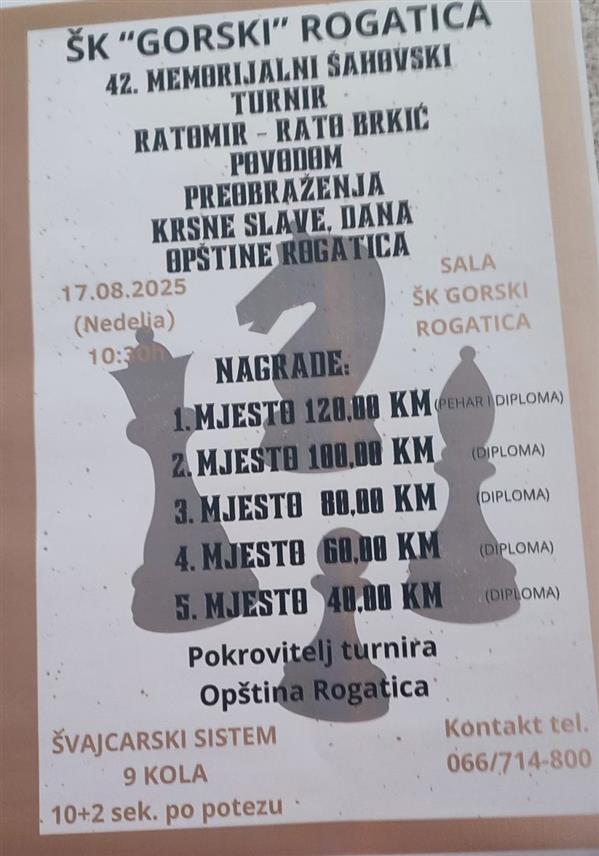 ŠK “GORSKI” ROGATICA
42. MEMORIJALNI ŠAHOVSKI
TURNIR
RATOMIR - RATO BRKIĆ
POVODOM
PREOBRAŽENJA
KRSNE SLAVE, DANA
OPŠTINE ROGATICA
17.08.2025
(Nedelja)
10:30h
SALA
ŠK GORSKI
ROGATICA
NAGRADE:
1. MJESTO 120,00 KM (PEHAR I DIPLOMA)
2. MJESTO 100,00 KM (DIPLOMA)
3. MJESTO 80,00 KM (DIPLOMA)
4. MJESTO 60,00 KM (DIPLOMA)
5. MJESTO 40,00 KM (DIPLOMA)
Pokrovitelj turnira
Opština Rogatica
ŠVAJCARSKI SISTEM
9 KOLA
10+2 sek. po potezu
Kontakt tel.
066/714-800